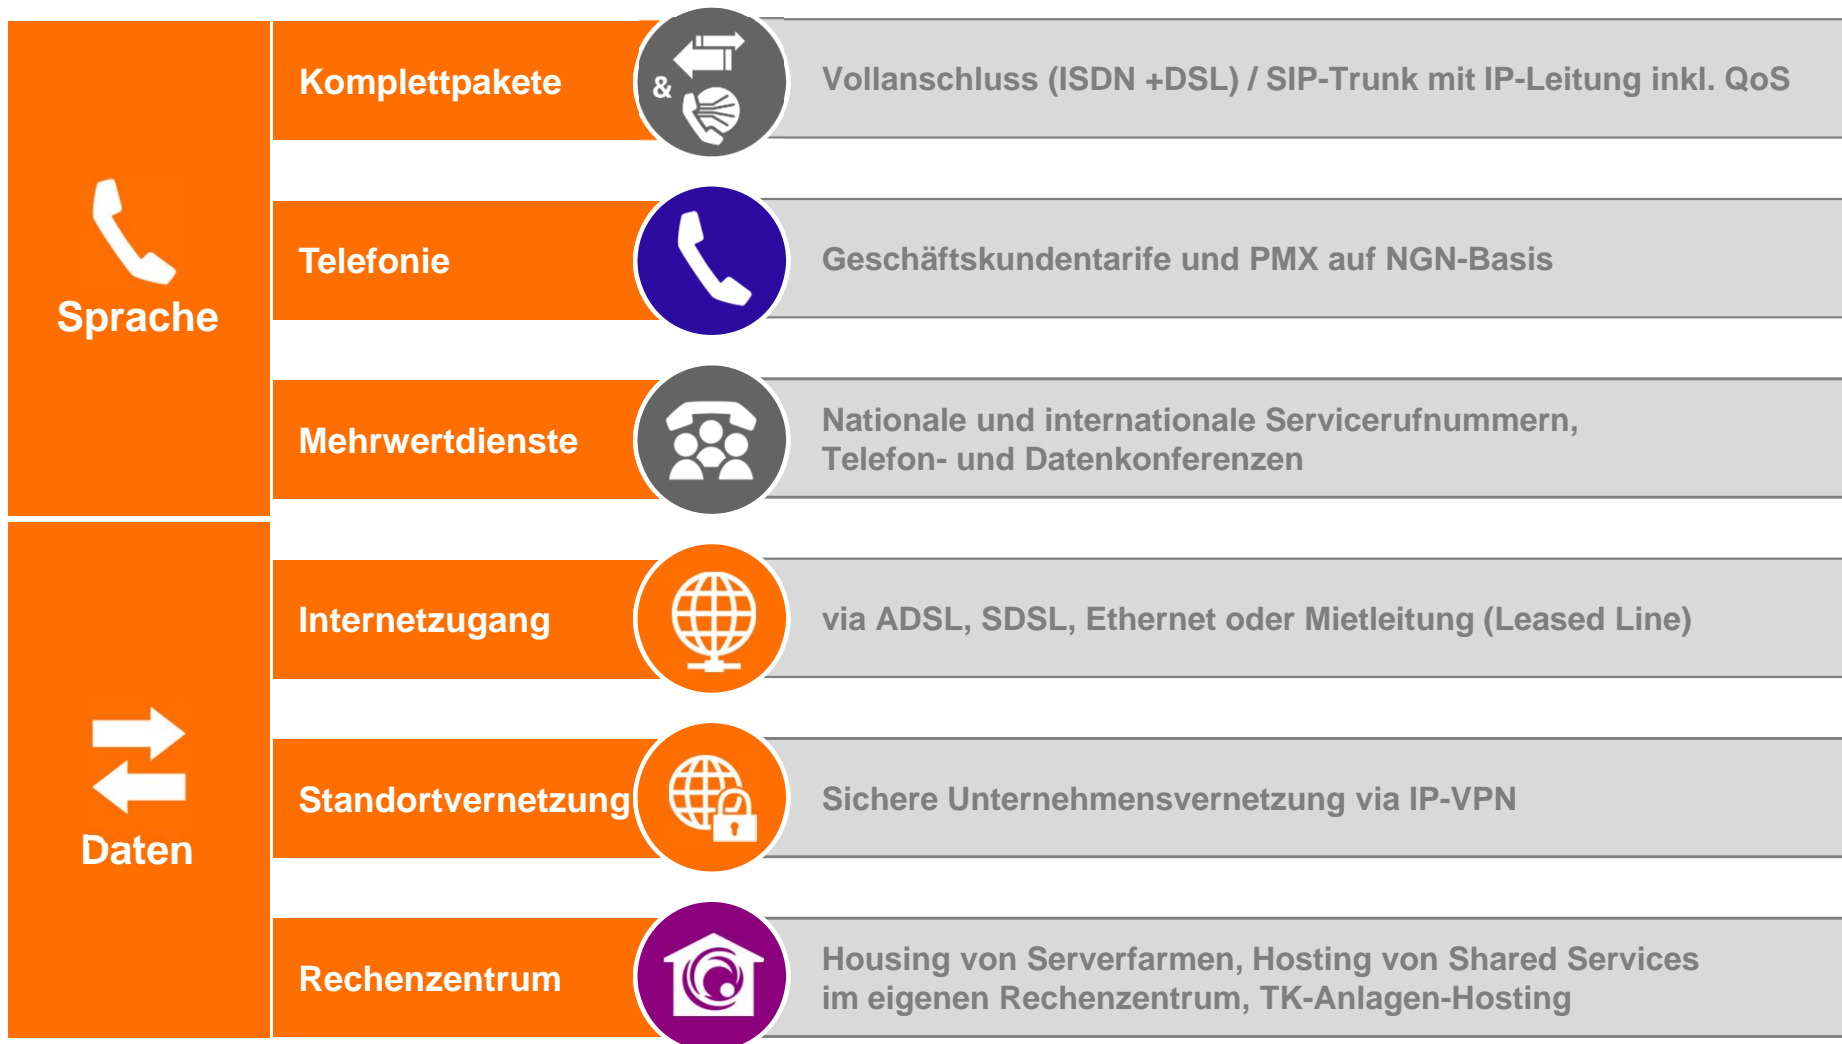 Sprache
Komplettpakete
&
Vollanschluss (ISDN +DSL) / SIP-Trunk mit IP-Leitung inkl. QoS
Telefonie
Geschäftskundentarife und PMX auf NGN-Basis
Mehrwertdienste
Nationale und internationale Servicerufnummern,
Telefon- und Datenkonferenzen
Daten
Internetzugang
via ADSL, SDSL, Ethernet oder Mietleitung (Leased Line)
Standortvernetzung
Sichere Unternehmensvernetzung via IP-VPN
Rechenzentrum
Housing von Serverfarmen, Hosting von Shared Services
im eigenen Rechenzentrum, TK-Anlagen-Hosting